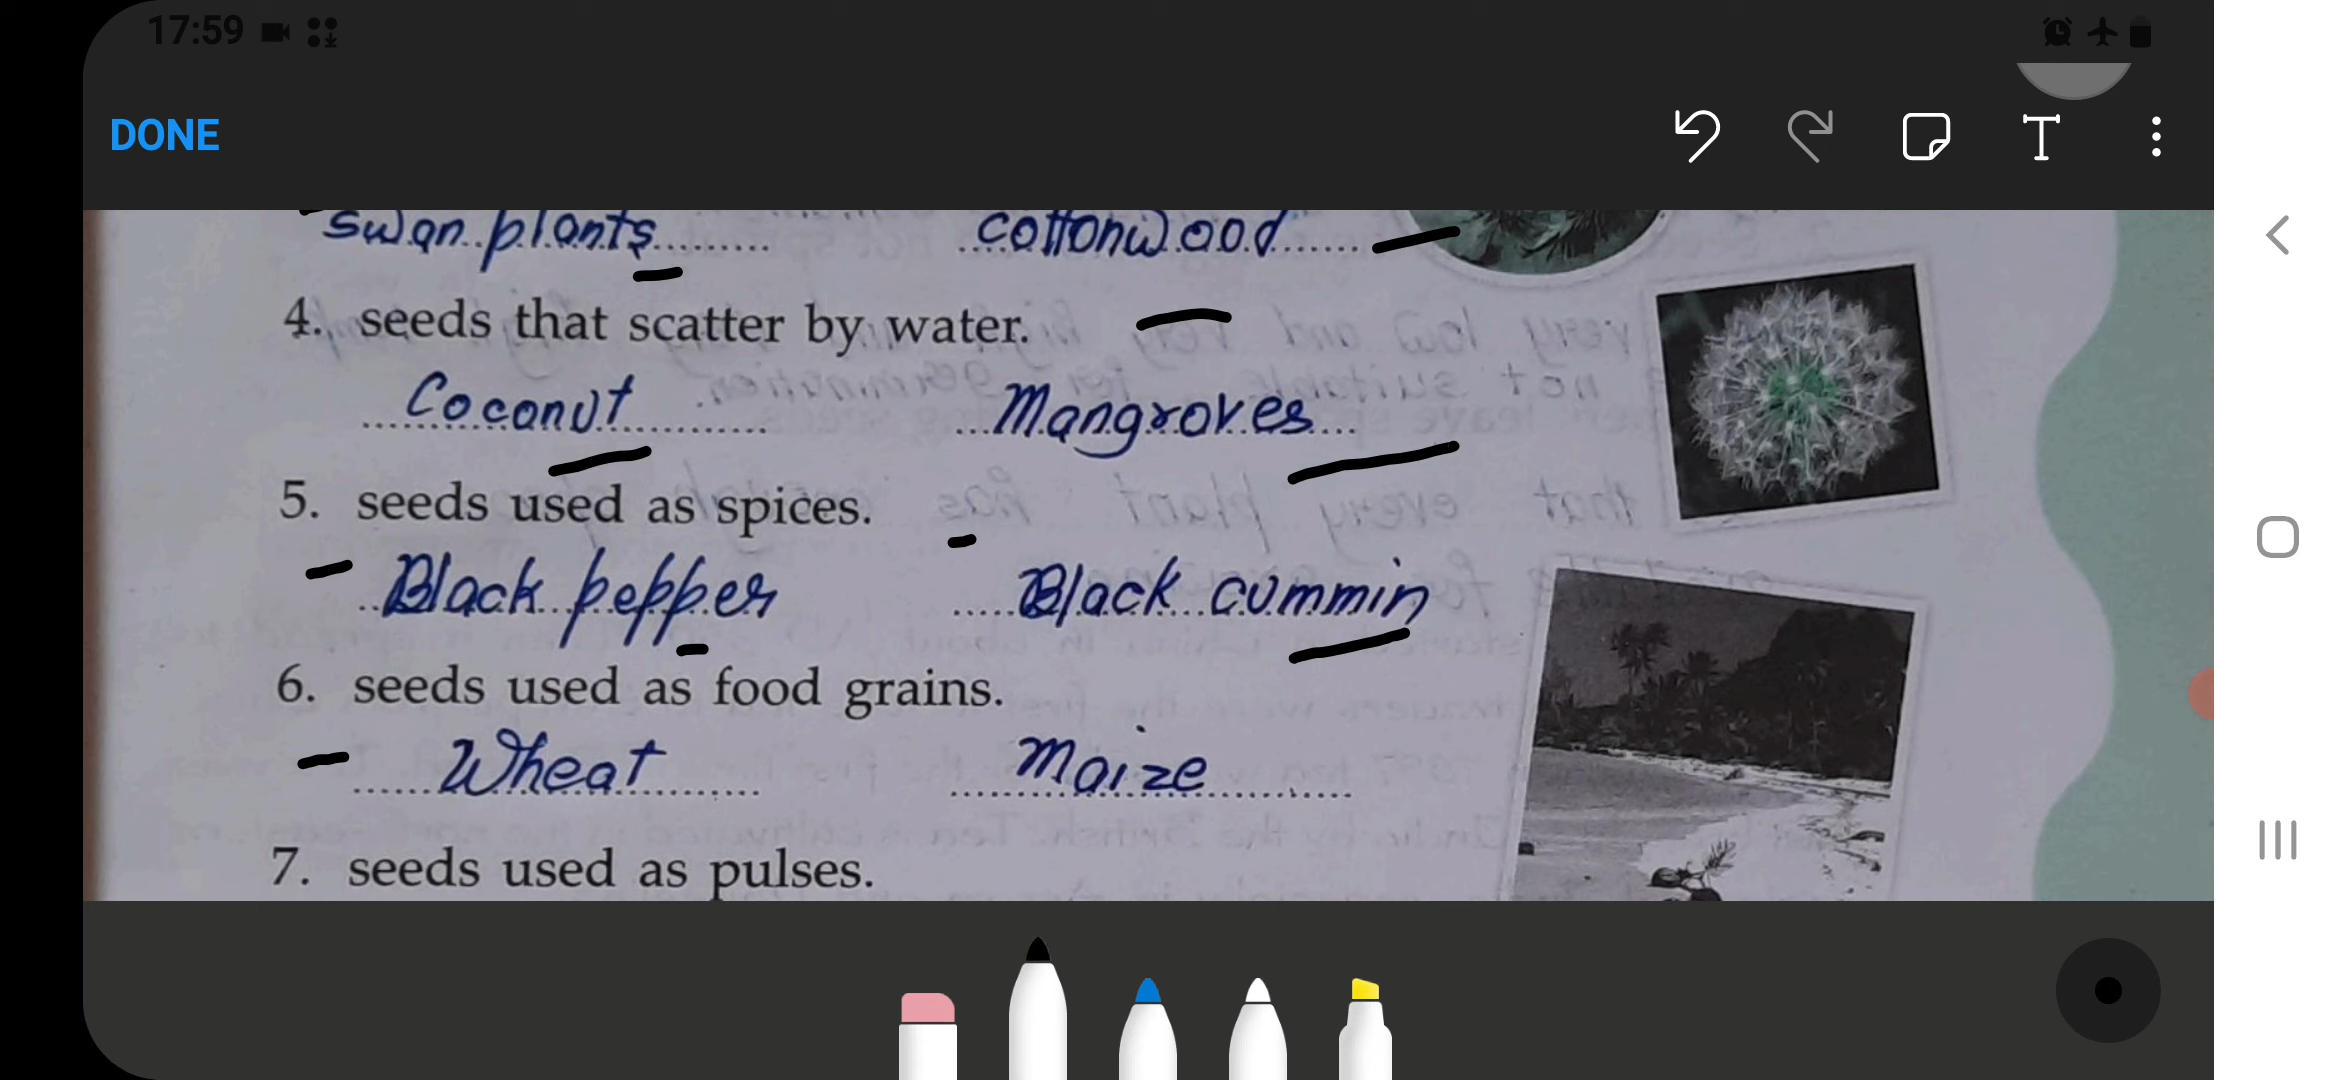 17:59
DONE
T
swan plants cottonwood
4. seeds that scatter by water.
Coconut Mangroves
5. seeds used as spices.
Black pepper Black cummin
6. seeds used as food grains.
Wheat Maize
7. seeds used as pulses.